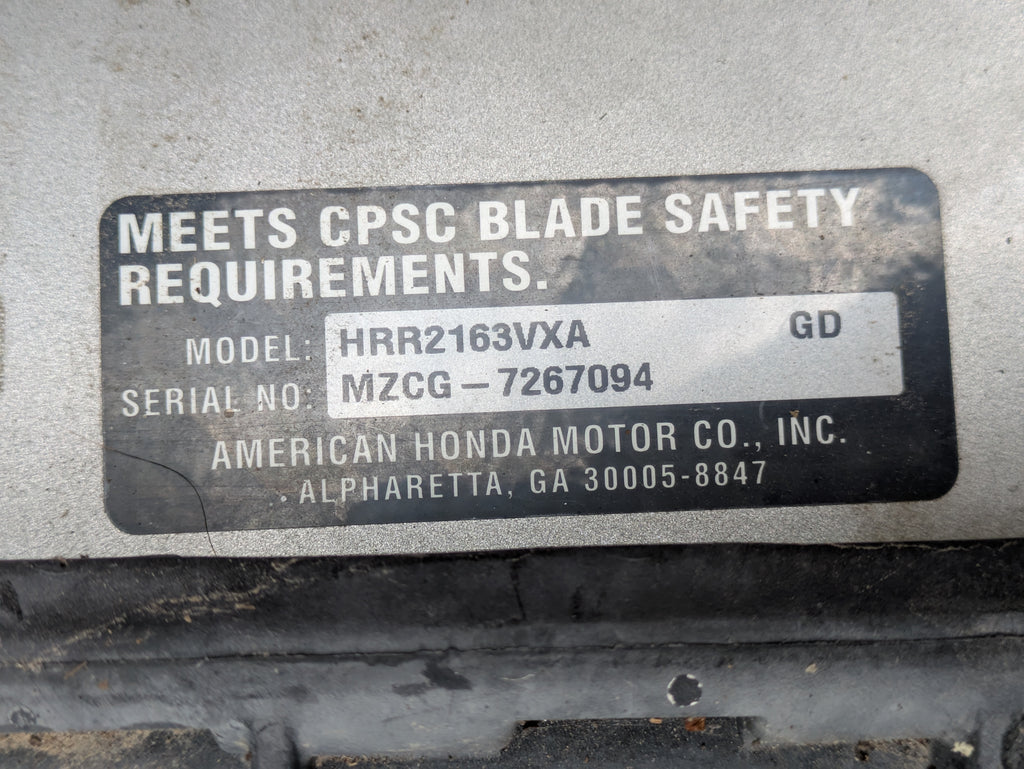 MEETS CPSC BLADE SAFETY
REQUIREMENTS.
MODEL: HRR2163VXA GD
SERIAL NO: MZCG-7267094
AMERICAN HONDA MOTOR CO., INC.
ALPHARETTA, GA 30005-8847